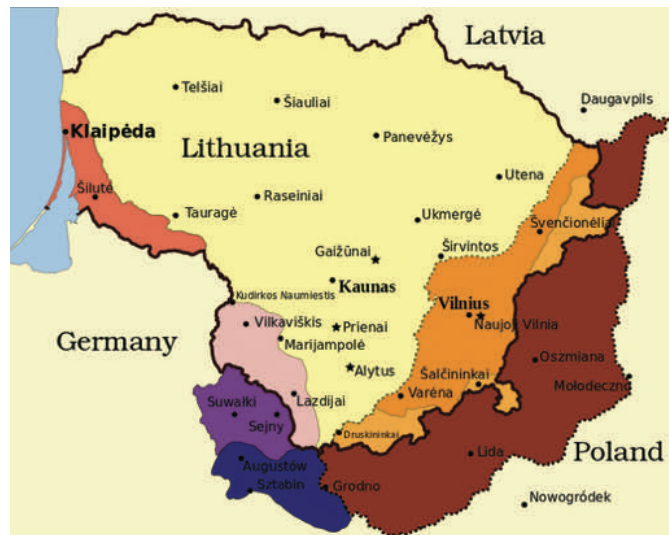 Latvia
Telšiai
Šiauliai
Daugavpils
Klaipėda
Panevėžys
Lithuania
Utena
Šilutė
Raseiniai
Tauragė
Ukmergė
Švenčionėlia
Gaižūnai
Širvintos
Kaunas
Kudirkos Naumiestis
Vilnius
Vilkaviškis
Prienai
Naujoj Vilnia
Germany
Marijampolė
Oszmiana
Alytus
Šalčininkai
Mołodeczno
Suwałki
Lazdijai
Varėna
Sejny
Druskininkai
Poland
Augustów
Lida
Sztabin
Grodno
Nowogródek